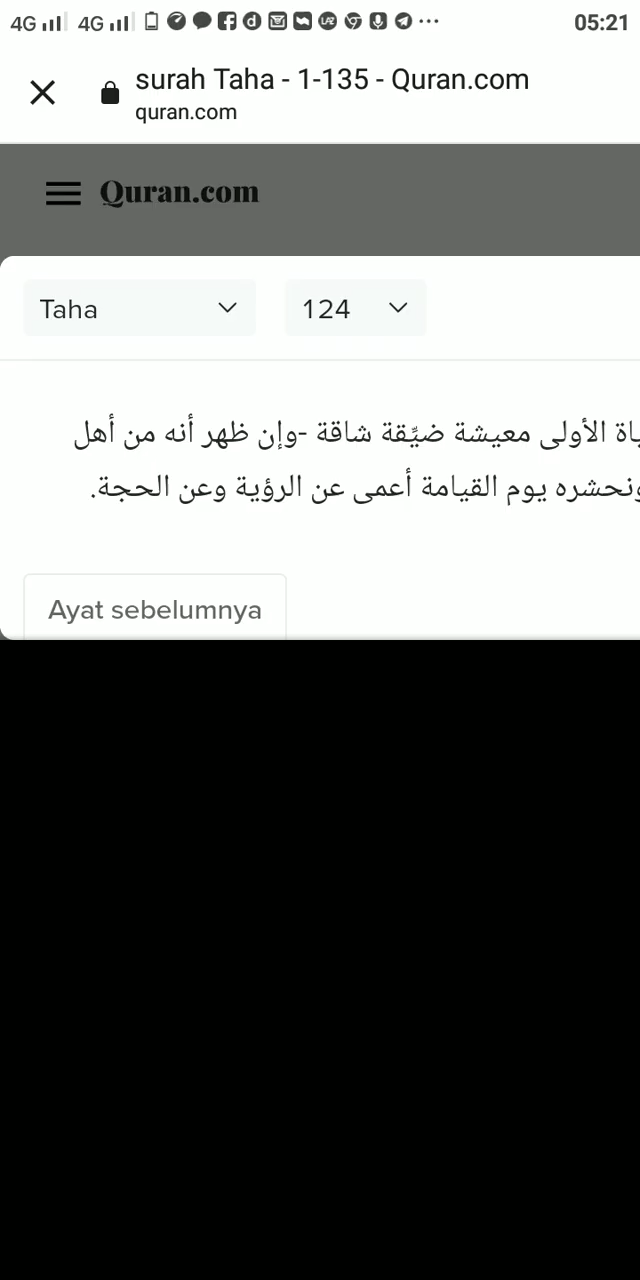 4G 4G 05:21
surah Taha - 1-135 - Quran.com
quran.com
Quran.com
Taha 124
الأولى معيشة ضيِّقة شاقة -وإن ظهر أنه من أهل
ونحشره يوم القيامة أعمى عن الرؤية وعن الحجة.
Ayat sebelumnya